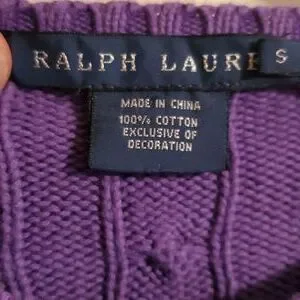 RALPH LAURE S
MADE IN CHINA
100% COTTON
EXCLUSIVE OF
DECORATION